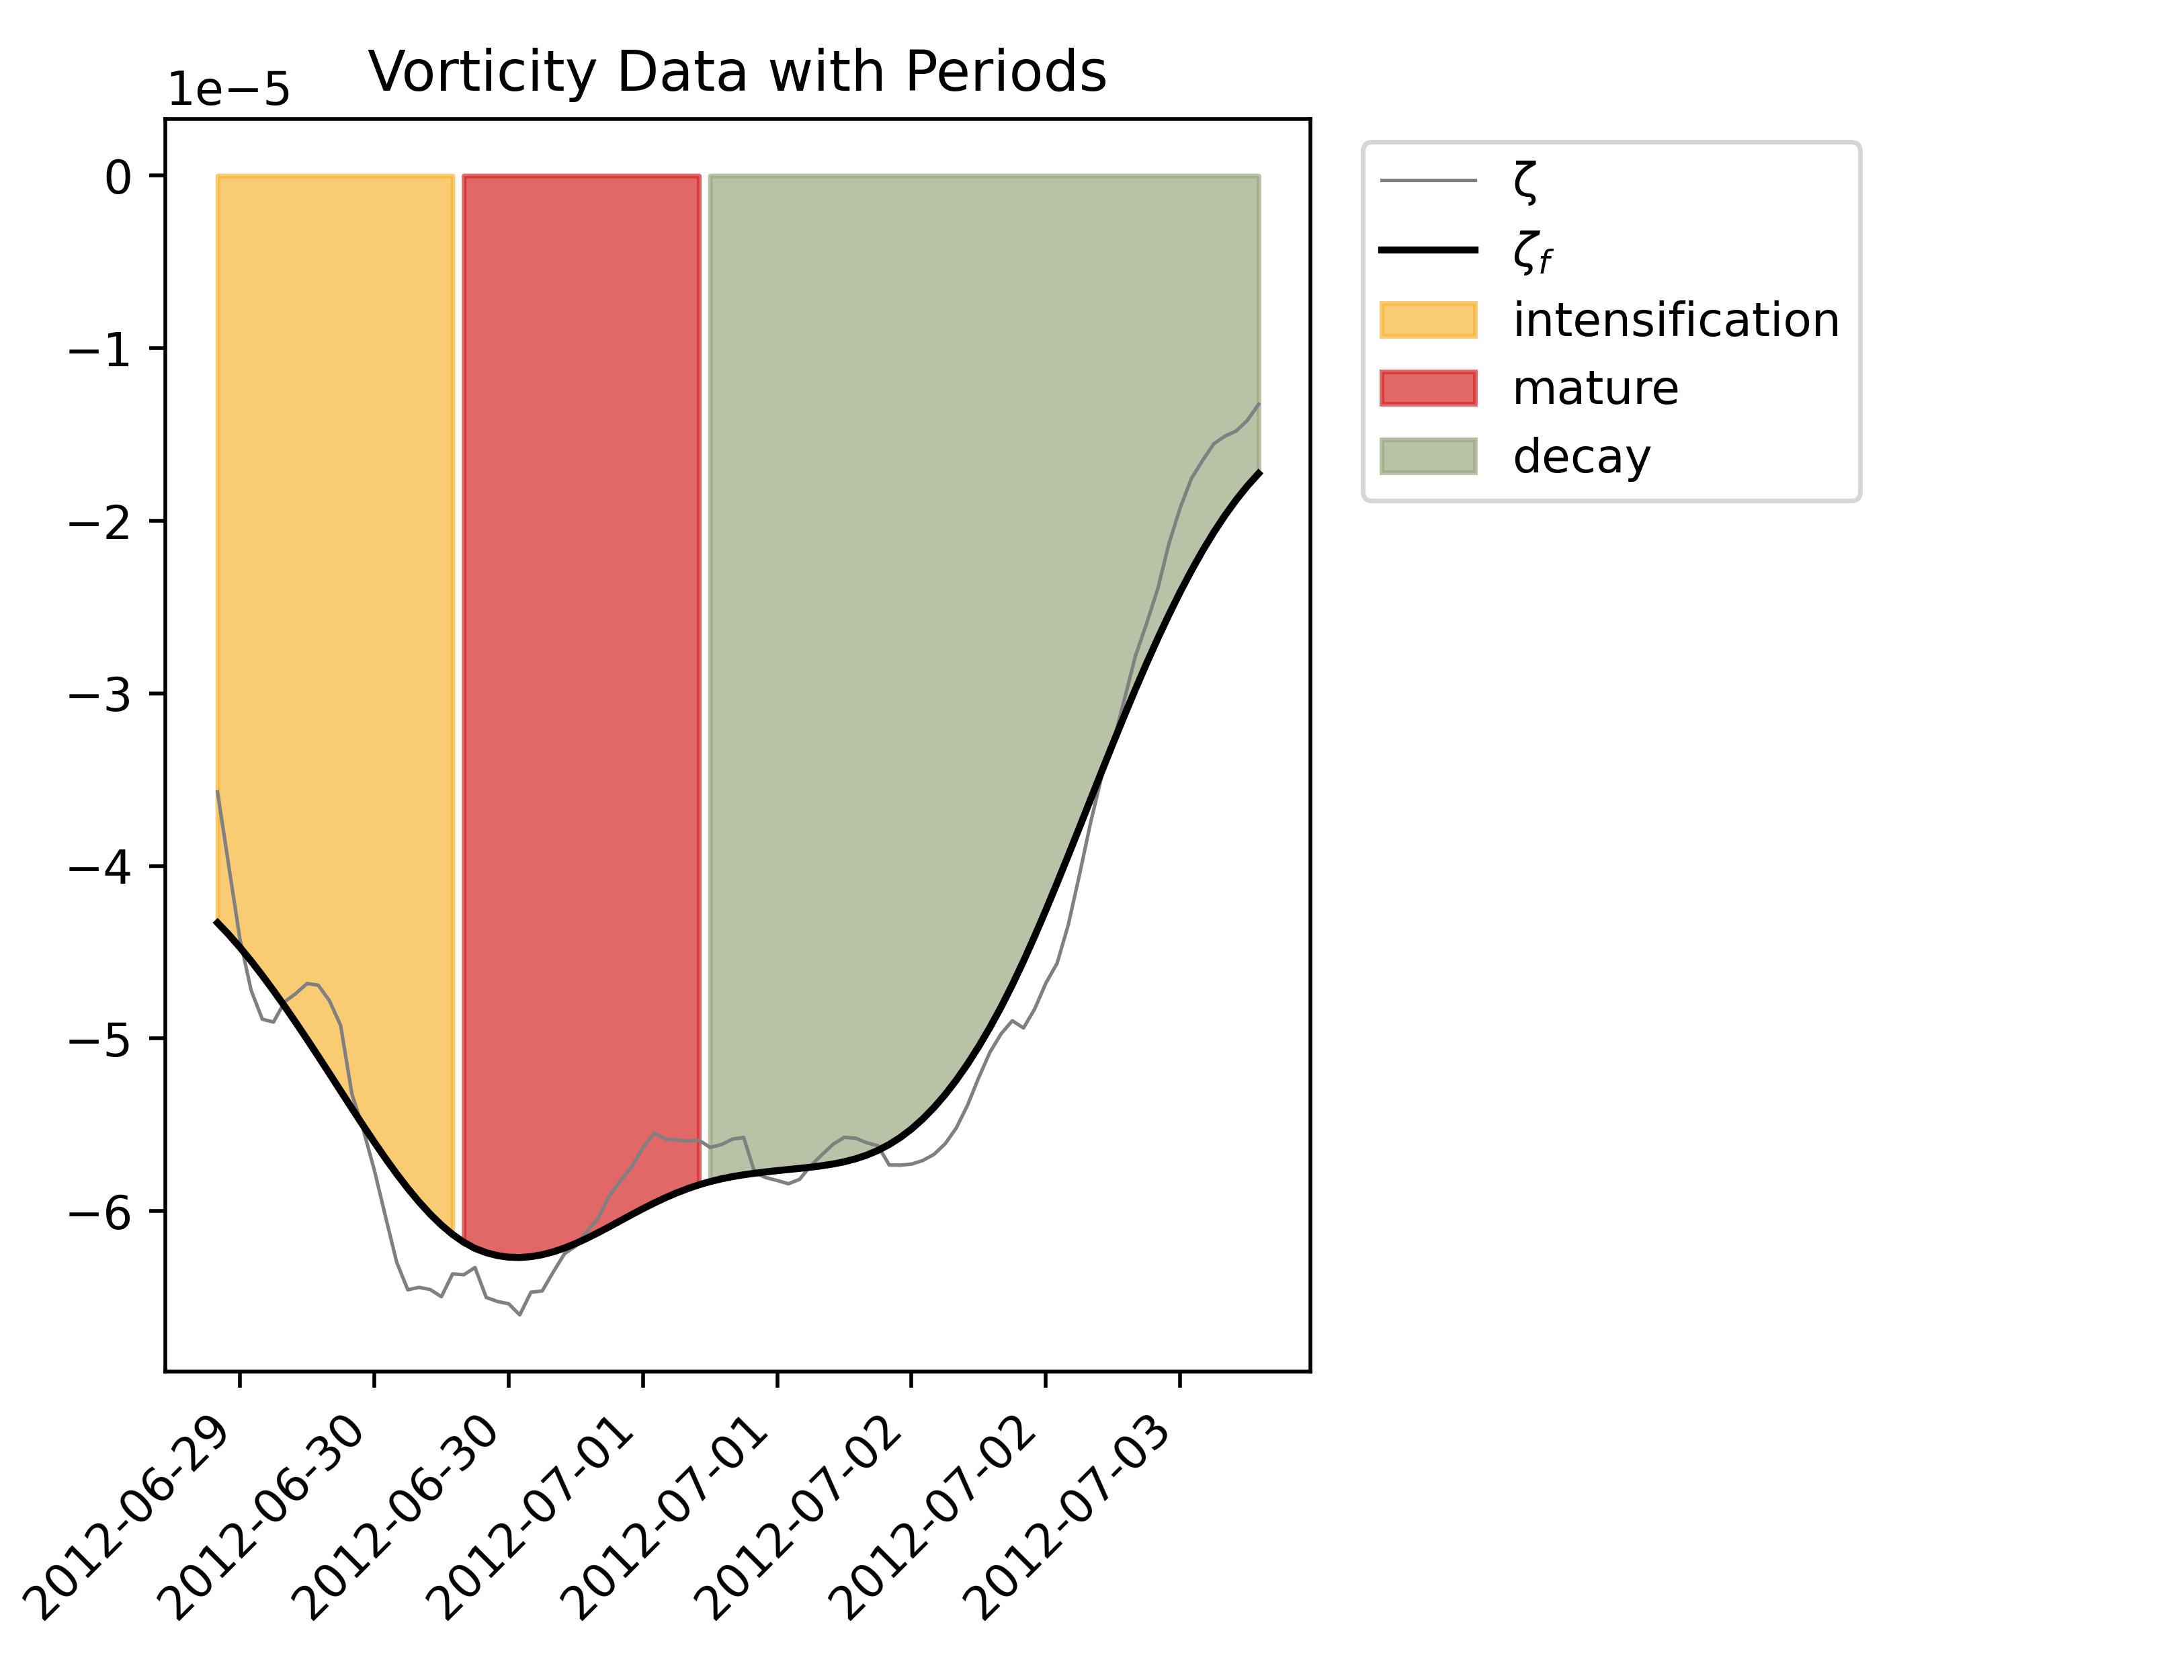 Vorticity Data with Periods
1e−5
0
−1
−2
−3
−4
−5
−6
2012-06-29
2012-06-30
2012-06-30
2012-07-01
2012-07-01
2012-07-02
2012-07-02
2012-07-03
ζ
ζf
intensification
mature
decay